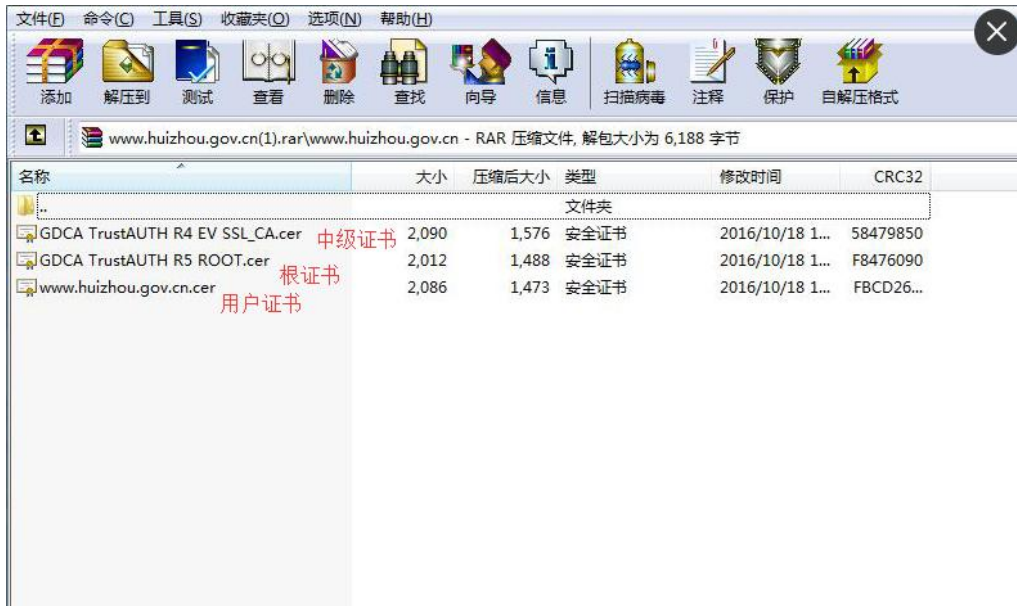 文件(F) 命令(C) 工具(S) 收藏夹(O) 选项(N) 帮助(H)
添加 解压到 测试 查看 删除 查找 向导 信息 扫描病毒 注释 保护 自解压格式
www.huizhou.gov.cn(1).rar\www.huizhou.gov.cn - RAR 压缩文件, 解包大小为 6,188 字节
名称 大小 压缩后大小 类型 修改时间 CRC32
.. 文件夹
GDCA TrustAUTH R4 EV SSL_CA.cer 中级证书 2,090 1,576 安全证书 2016/10/18 1... 58479850
GDCA TrustAUTH R5 ROOT.cer 根证书 2,012 1,488 安全证书 2016/10/18 1... F8476090
www.huizhou.gov.cn.cer 用户证书 2,086 1,473 安全证书 2016/10/18 1... FBCD26...